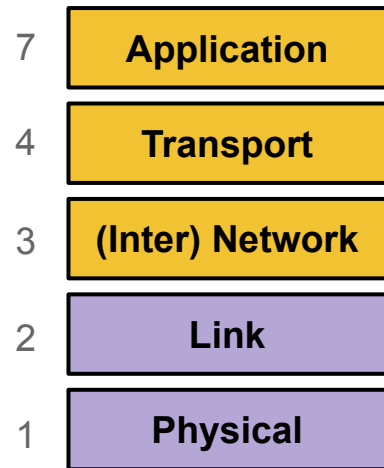 7 Application
4 Transport
3 (Inter) Network
2 Link
1 Physical